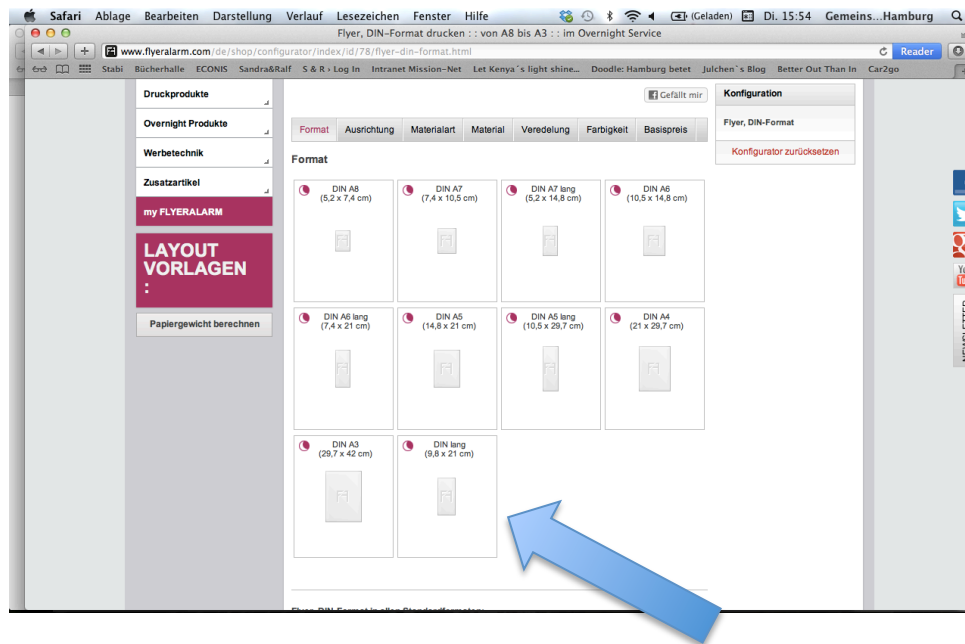 Safari Ablage Bearbeiten Darstellung Verlauf Lesezeichen Fenster Hilfe (Geladen) Di. 15:54 Gemeins...Hamburg
Flyer, DIN-Format drucken : : von A8 bis A3 : : im Overnight Service
www.flyeralarm.com/de/shop/configurator/index/id/78/flyer-din-format.html Reader
Stabi Bücherhalle ECONIS Sandra&Ralf S & R › Log In Intranet Mission-Net Let Kenya´s light shine... Doodle: Hamburg betet Julchen`s Blog Better Out Than In Car2go
Druckprodukte
Overnight Produkte
Werbetechnik
Zusatzartikel
my FLYERALARM
LAYOUT
VORLAGEN
:
Papiergewicht berechnen
Gefällt mir
Format Ausrichtung Materialart Material Veredelung Farbigkeit Basispreis
Format
DIN A8
(5,2 x 7,4 cm)
DIN A7
(7,4 x 10,5 cm)
DIN A7 lang
(5,2 x 14,8 cm)
DIN A6
(10,5 x 14,8 cm)
DIN A6 lang
(7,4 x 21 cm)
DIN A5
(14,8 x 21 cm)
DIN A5 lang
(10,5 x 29,7 cm)
DIN A4
(21 x 29,7 cm)
DIN A3
(29,7 x 42 cm)
DIN lang
(9,8 x 21 cm)
Konfiguration
Flyer, DIN-Format
Konfigurator zurücksetzen